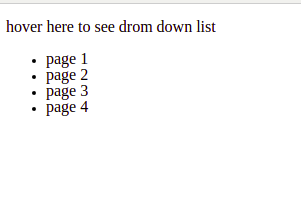 hover here to see drom down list
page 1
page 2
page 3
page 4